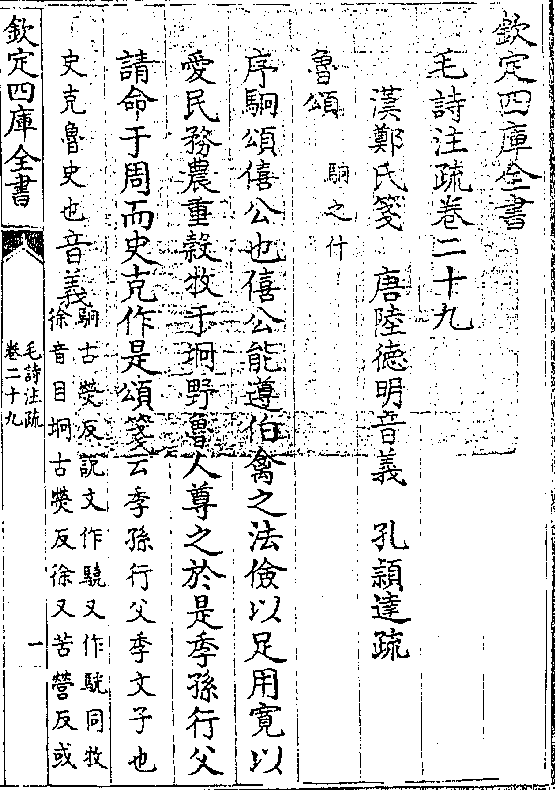 欽定四庫全書
毛詩注疏卷二十九
漢鄭氏箋　唐陸德明音義　孔穎達疏
魯頌　駉之什
序駉頌僖公也僖公能遵伯禽之法儉以足用寛以
愛民務農重穀牧于坰野魯人尊之於是季孫行父
請命于周而史克作是頌箋云季孫行父季文子也
史克魯史也音義駉古熒反説文作驍又作駫同牧
徐音目坰古熒反徐又苦營反或
欽定四庫全書
毛詩注疏
卷二十九
一